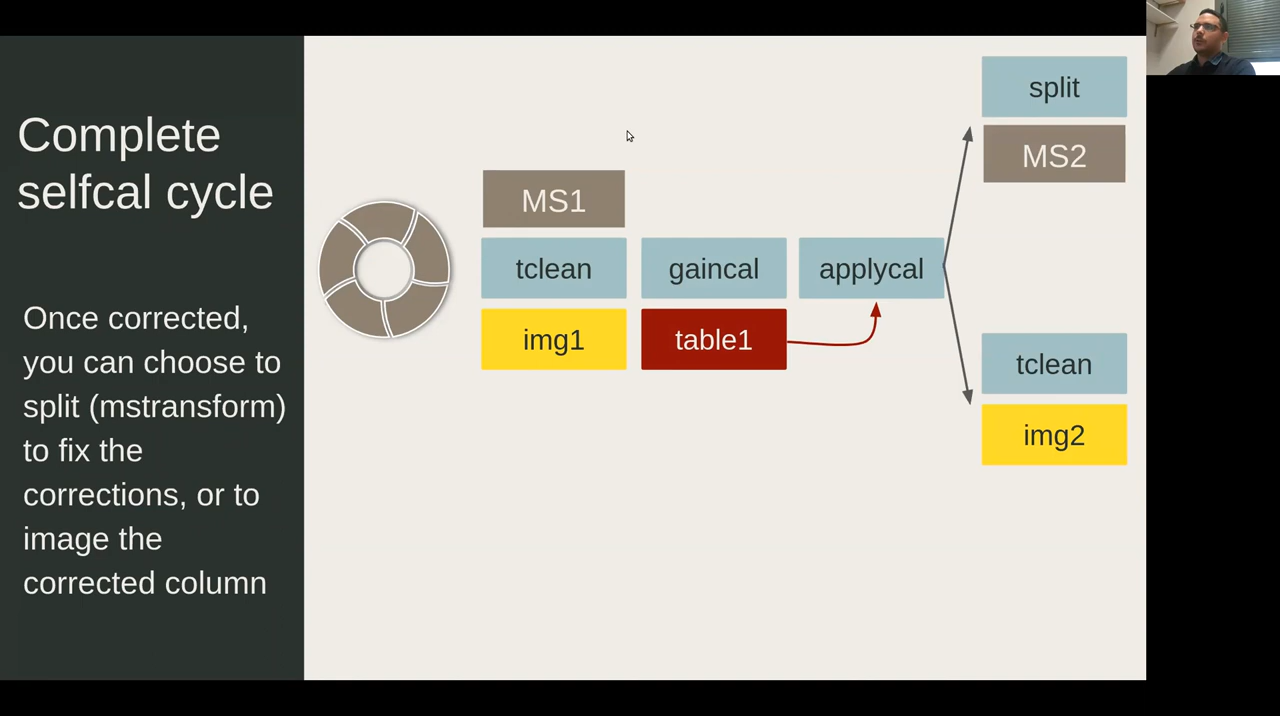 Complete
selfcal cycle
Once corrected,
you can choose to
split (mstransform)
to fix the
corrections, or to
image the
corrected column
MS1
tclean
img1
gaincal
table1
applycal
split
MS2
tclean
img2